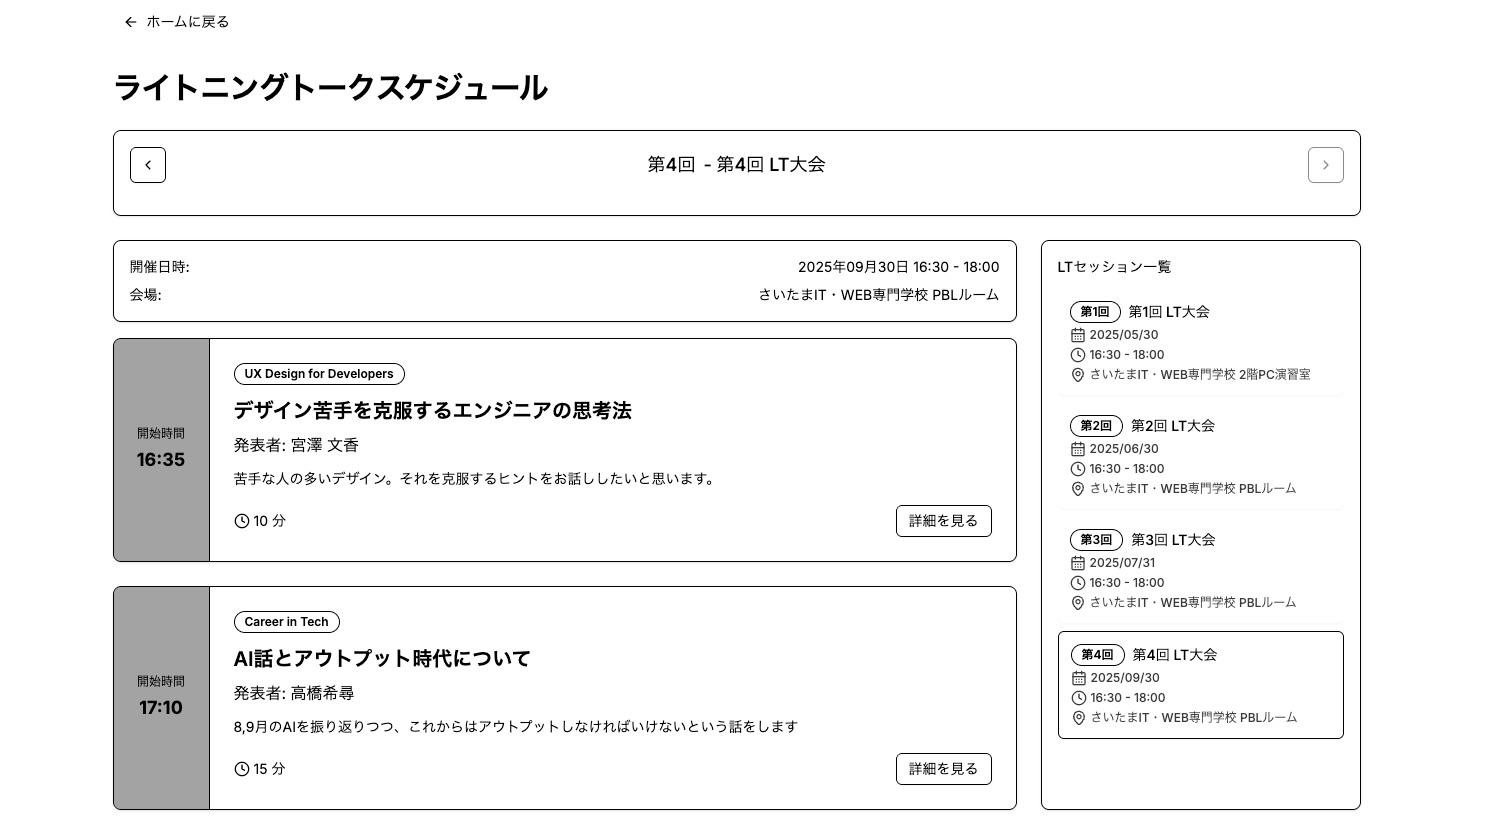 ホームに戻る
ライトニングトークスケジュール
第4回 - 第4回 LT大会
開催日時: 2025年09月30日 16:30 - 18:00
会場: さいたまIT・WEB専門学校 PBLルーム
開始時間
16:35
UX Design for Developers
デザイン苦手を克服するエンジニアの思考法
発表者: 宮澤 文香
苦手な人の多いデザイン。それを克服するヒントをお話ししたいと思います。
10 分
詳細を見る
開始時間
17:10
Career in Tech
AI話とアウトプット時代について
発表者: 高橋希尋
8,9月のAIを振り返りつつ、これからはアウトプットしなければいけないという話をします
15 分
詳細を見る
LTセッション一覧
第1回 第1回 LT大会
2025/05/30
16:30 - 18:00
さいたまIT・WEB専門学校 2階PC演習室
第2回 第2回 LT大会
2025/06/30
16:30 - 18:00
さいたまIT・WEB専門学校 PBLルーム
第3回 第3回 LT大会
2025/07/31
16:30 - 18:00
さいたまIT・WEB専門学校 PBLルーム
第4回 第4回 LT大会
2025/09/30
16:30 - 18:00
さいたまIT・WEB専門学校 PBLルーム